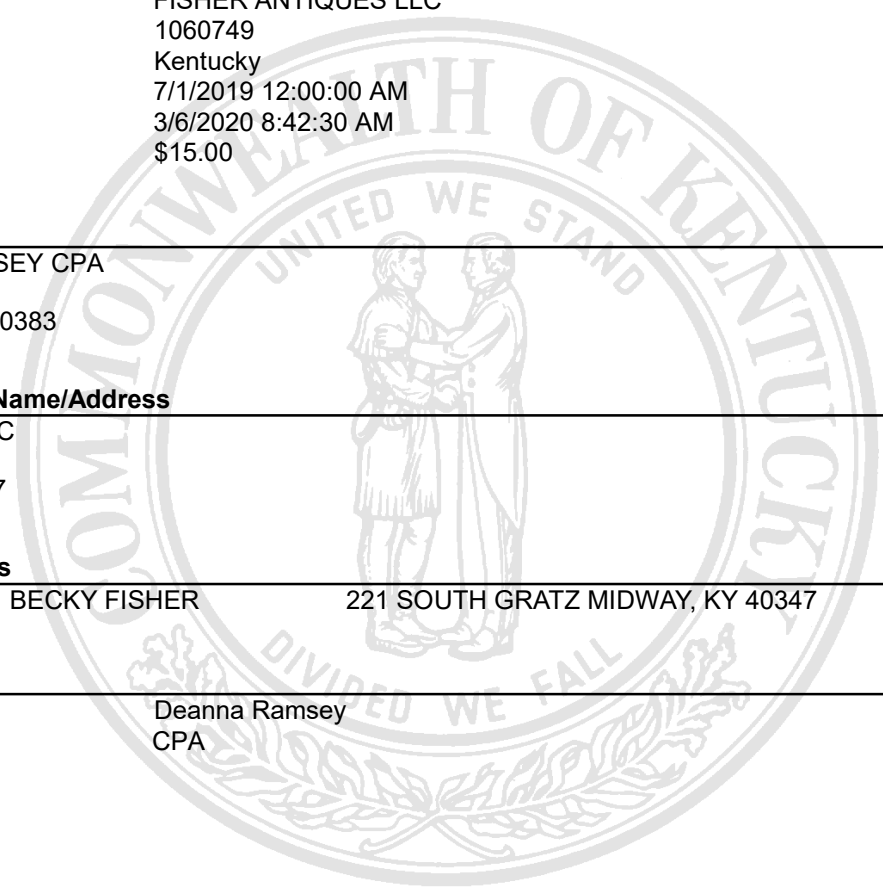 FISHER ANTIQUES LLC
1060749
Kentucky
7/1/2019 12:00:00 AM
3/6/2020 8:42:30 AM
$15.00
SEY CPA
0383
Name/Address
C
7
s
BECKY FISHER 221 SOUTH GRATZ MIDWAY, KY 40347
Deanna Ramsey
CPA
COMMONWEALTH OF KENTUCKY
UNITED WE STAND
DIVIDED WE FALL